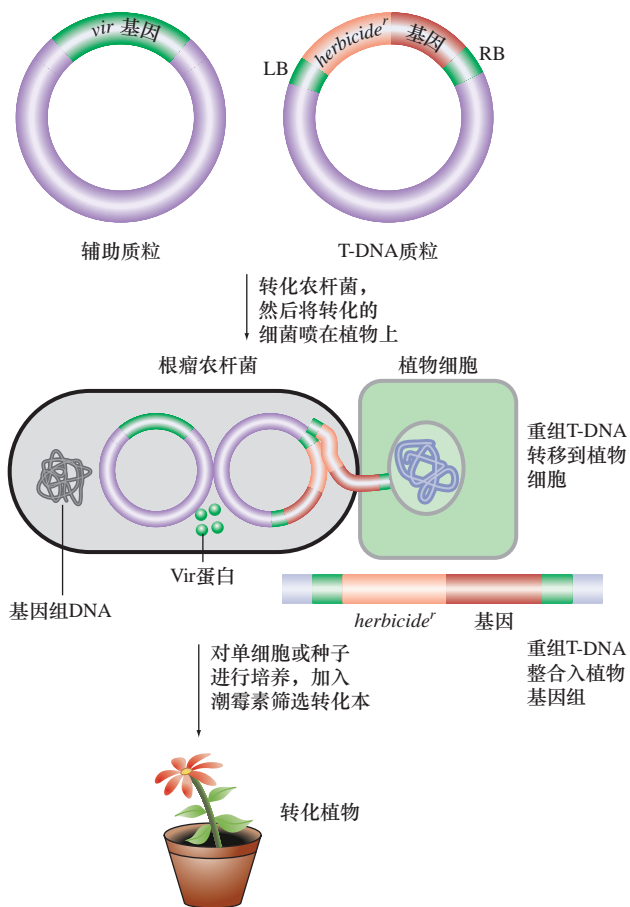 vir 基因
LB
herbicideʳ
基因
RB
辅助质粒
T-DNA质粒
转化农杆菌，
然后将转化的
细菌喷在植物上
根瘤农杆菌
植物细胞
重组T-DNA
转移到植物
细胞
Vir蛋白
基因组DNA
herbicideʳ
基因
重组T-DNA
整合入植物
基因组
对单细胞或种子
进行培养，加入
潮霉素筛选转化本
转化植物